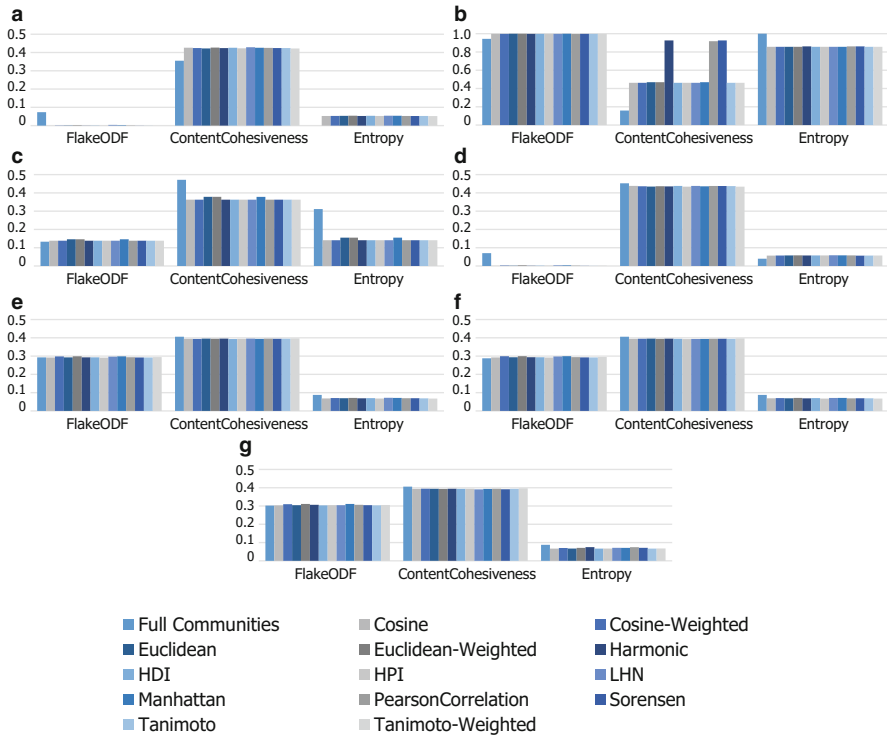 a
0.5
0.4
0.3
0.2
0.1
0
FlakeODF ContentCohesiveness Entropy
b
1.0
0.8
0.6
0.4
0.2
0
FlakeODF ContentCohesiveness Entropy
c
0.5
0.4
0.3
0.2
0.1
0
FlakeODF ContentCohesiveness Entropy
d
0.5
0.4
0.3
0.2
0.1
0
FlakeODF ContentCohesiveness Entropy
e
0.5
0.4
0.3
0.2
0.1
0
FlakeODF ContentCohesiveness Entropy
f
0.5
0.4
0.3
0.2
0.1
0
FlakeODF ContentCohesiveness Entropy
g
0.5
0.4
0.3
0.2
0.1
0
FlakeODF ContentCohesiveness Entropy
Full Communities Cosine Cosine-Weighted
Euclidean Euclidean-Weighted Harmonic
HDI HPI LHN
Manhattan PearsonCorrelation Sorensen
Tanimoto Tanimoto-Weighted